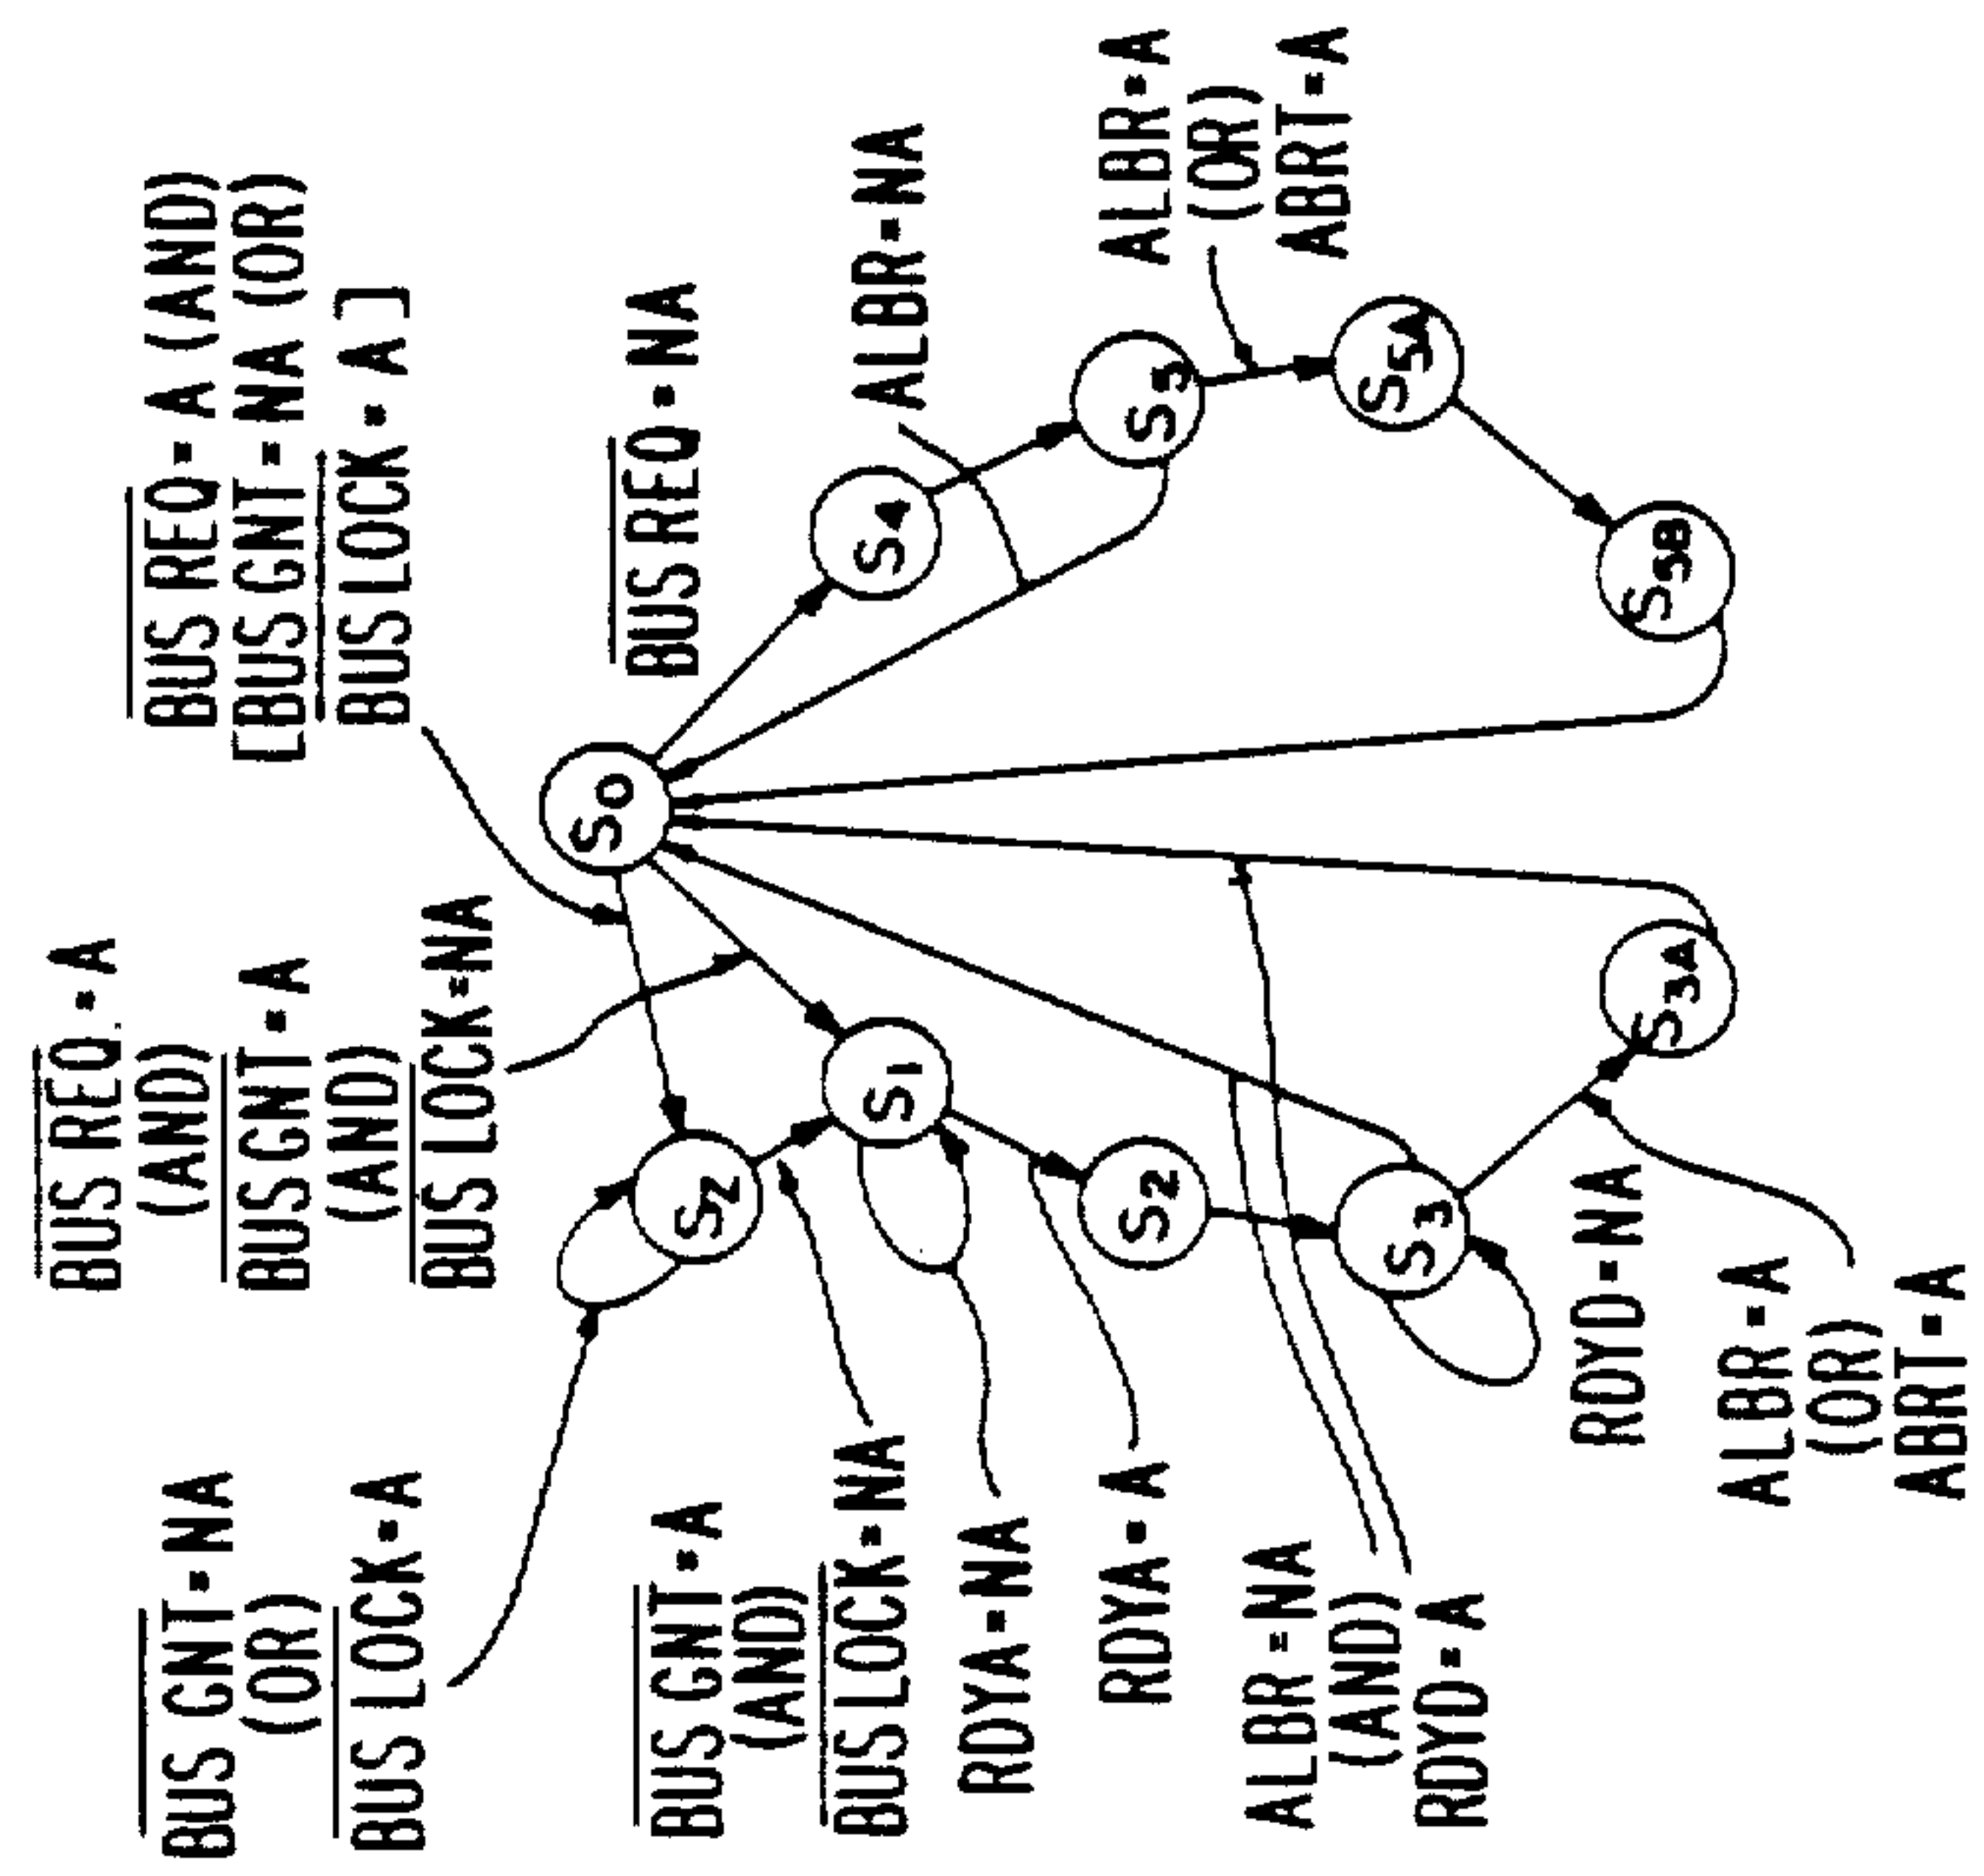 BUS GNT = NA
(OR)
BUS LOCK = A
BUS REQ. = A
(AND)
BUS GNT = A
(AND)
BUS LOCK = NA
BUS REQ = A (AND)
[BUS GNT = NA (OR)
BUS LOCK = A ]
BUS REQ = NA
ALBR = NA
ALBR = A
(OR)
ABRT = A
BUS GNT = A
(AND)
BUS LOCK = NA
RDYA = NA
RDYA = A
ALBR = NA
(AND)
RDYD = A
RDYD = NA
ALBR = A
(OR)
ABRT = A
S0
SZ
S1
S2
S3
S3A
S4
S5
S5A
S5B